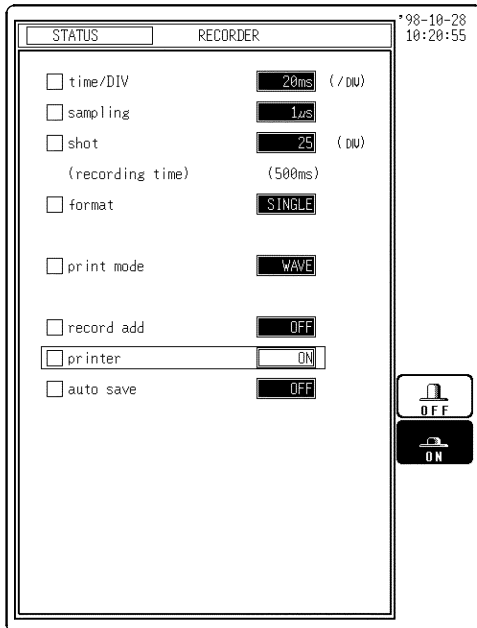 '98-10-28
STATUS RECORDER 10:20:55
time/DIV 20ms (/DIV)
sampling 1µs
shot 25 (DIV)
(recording time) (500ms)
format SINGLE
print mode WAVE
record add OFF
printer ON
auto save OFF
OFF
ON